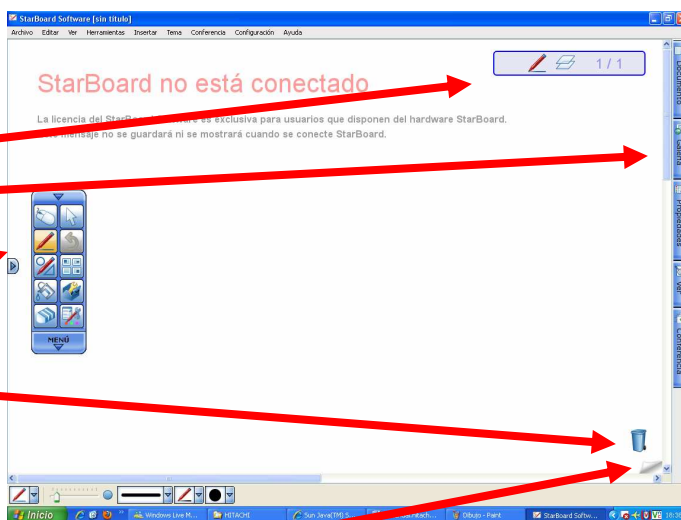 StarBoard Software [sin título]
Archivo Editar Ver Herramientas Insertar Tema Conferencia Configuración Ayuda
1 / 1
StarBoard no está conectado
La licencia del exclusiva para usuarios que disponen del hardware StarBoard.
mensaje no se guardará ni se mostrará cuando se conecte StarBoard.
Documento
Galería
Propiedades
Ver
Conferencia
MENÚ
Inicio Windows Live M... HITACHI Sun Java(TM) S... Dibujo - Paint StarBoard Softw... 18:36